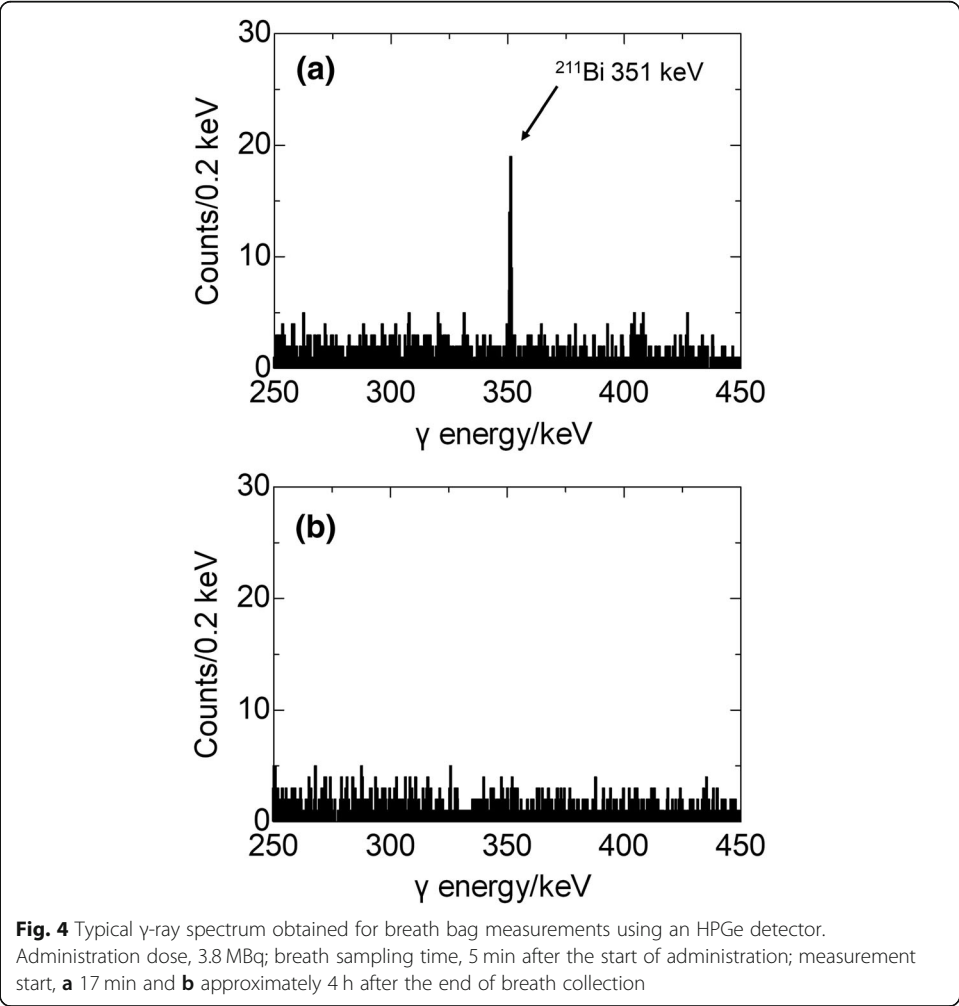 30
(a)
²¹¹Bi 351 keV
20
Counts/0.2 keV
10
0
250 300 350 400 450
γ energy/keV
30
(b)
20
Counts/0.2 keV
10
0
250 300 350 400 450
γ energy/keV
Fig. 4 Typical γ-ray spectrum obtained for breath bag measurements using an HPGe detector.
Administration dose, 3.8 MBq; breath sampling time, 5 min after the start of administration; measurement
start, a 17 min and b approximately 4 h after the end of breath collection